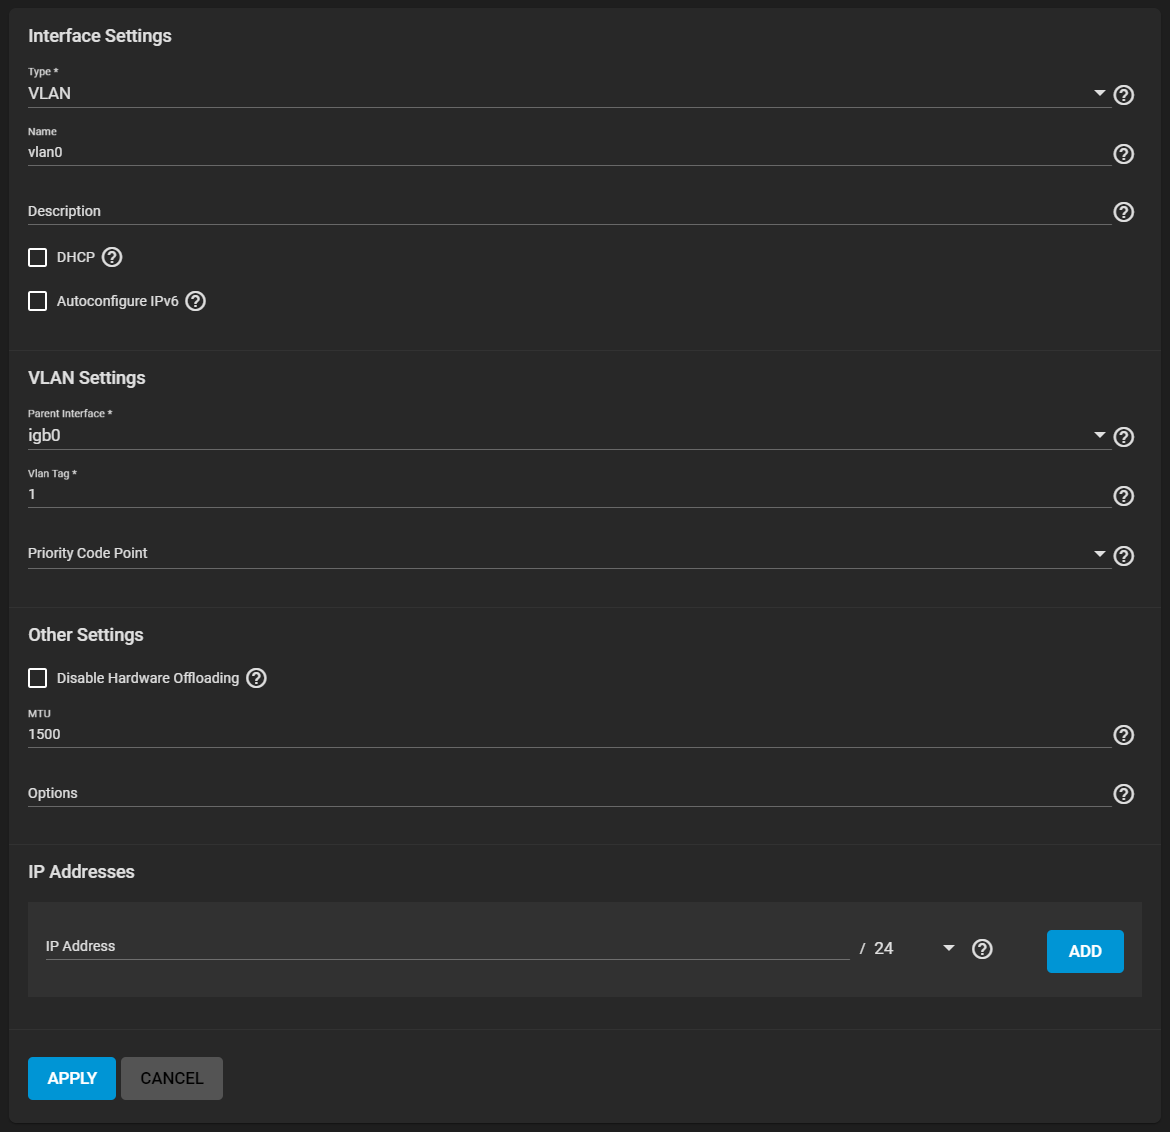 Interface Settings
Type *
VLAN
Name
vlan0
Description
DHCP
Autoconfigure IPv6
VLAN Settings
Parent Interface *
igb0
Vlan Tag *
1
Priority Code Point
Other Settings
Disable Hardware Offloading
MTU
1500
Options
IP Addresses
IP Address / 24 ADD
APPLY CANCEL